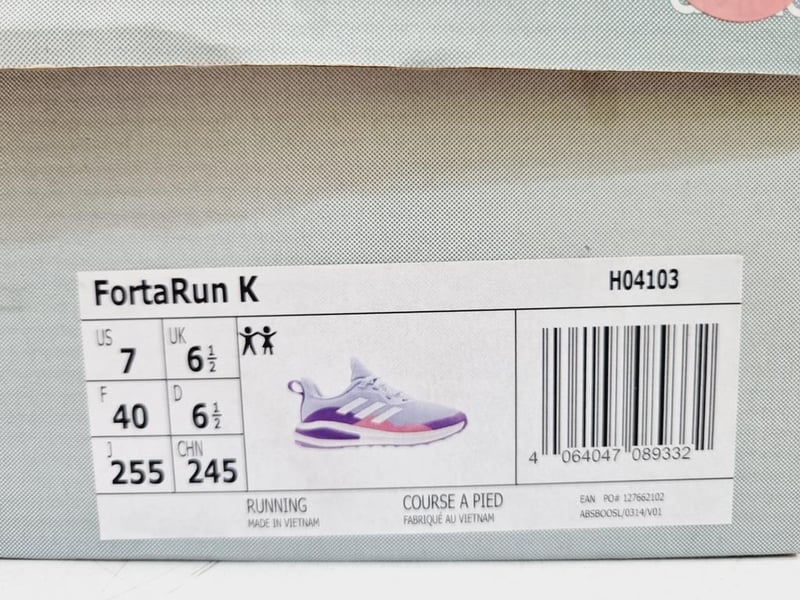 FortaRun K H04103
US 7 UK 6½
F 40 D 6½
J 255 CHN 245
4 064047 089332
RUNNING COURSE A PIED EAN PO# 127662102
MADE IN VIETNAM FABRIQUÉ AU VIETNAM ABSBOOSL/0314/V01